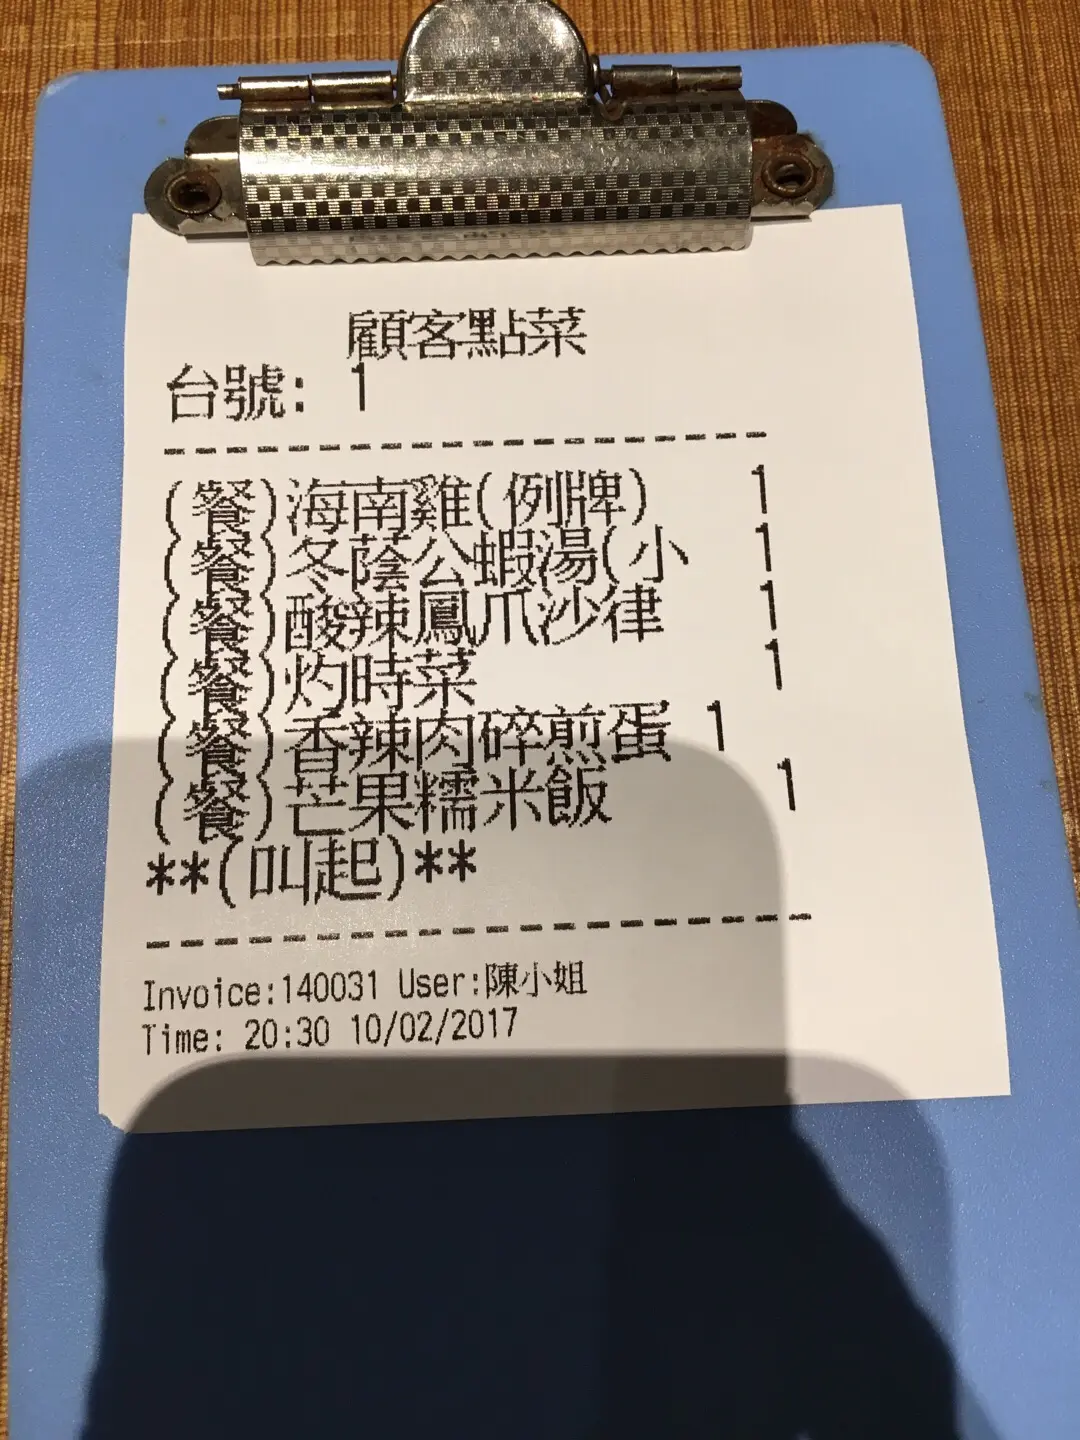 顧客點菜
台號: 1
(餐)海南雞(例牌) 1
(餐)冬蔭公蝦湯(小 1
(餐)酸辣鳳爪沙律 1
(餐)灼時菜 1
(餐)香辣肉碎煎蛋 1
(餐)芒果糯米飯 1
**(叫起)**
Invoice:140031 User:陳小姐
Time: 20:30 10/02/2017